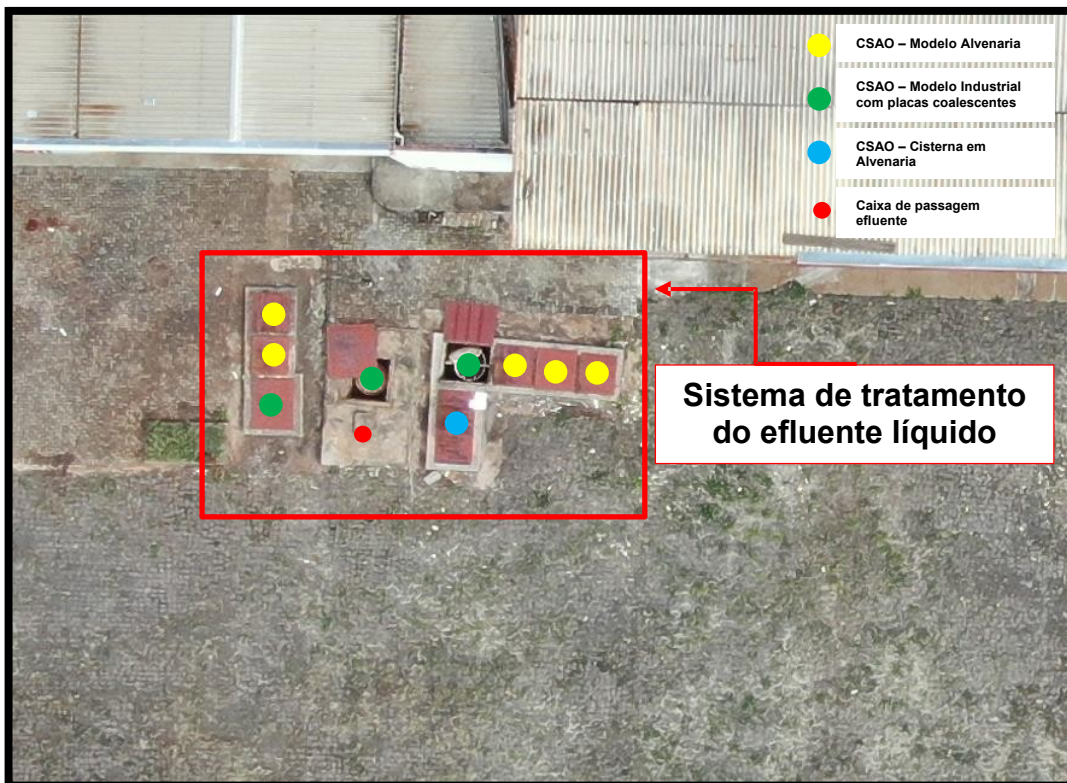 CSAO – Modelo Alvenaria
CSAO – Modelo Industrial
com placas coalescentes
CSAO – Cisterna em
Alvenaria
Caixa de passagem
efluente
Sistema de tratamento
do efluente líquido